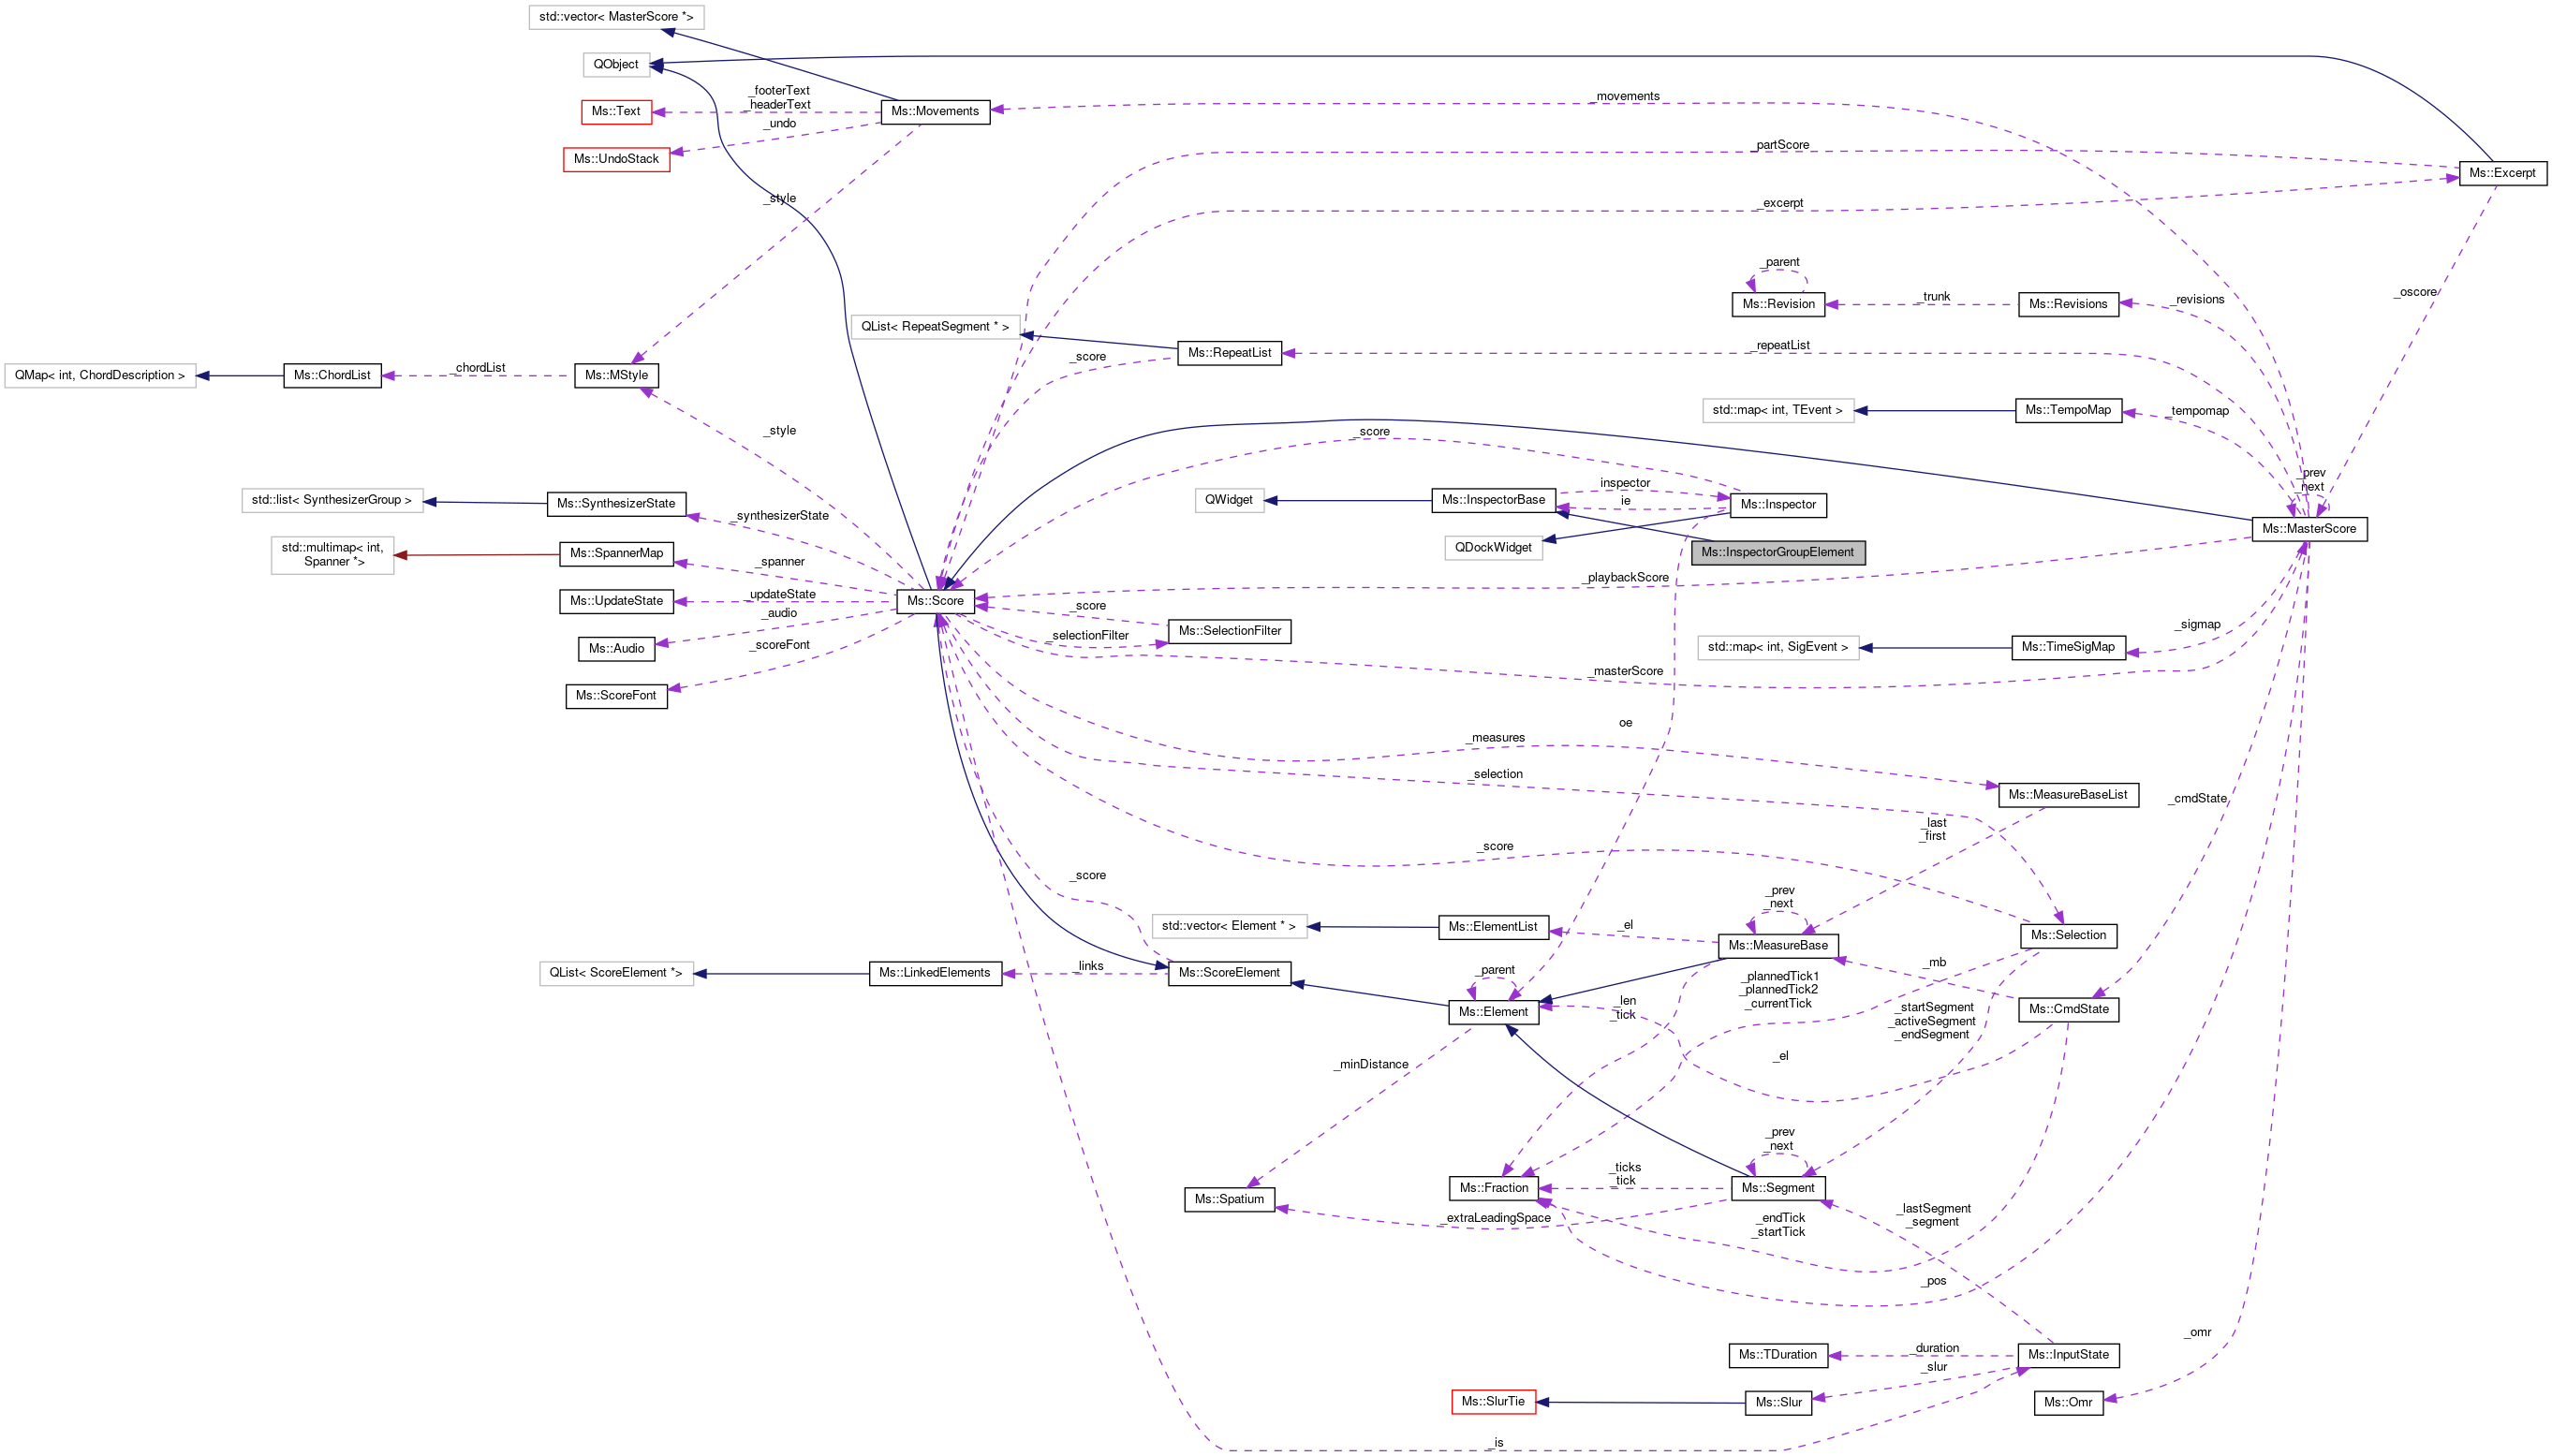 std::vector< MasterScore *>
QObject
_footerText
_headerText
Ms::Text
Ms::Movements
_movements
_undo
Ms::UndoStack
_partScore
Ms::Excerpt
_style
_excerpt
_parent
_oscore
Ms::Revision
_trunk
Ms::Revisions
_revisions
QList< RepeatSegment * >
_score
Ms::RepeatList
_repeatList
QMap< int, ChordDescription >
Ms::ChordList
_chordList
Ms::MStyle
std::map< int, TEvent >
Ms::TempoMap
_tempomap
_style
_score
_prev
_next
std::list< SynthesizerGroup >
Ms::SynthesizerState
_synthesizerState
QWidget
Ms::InspectorBase
inspector
ie
Ms::Inspector
Ms::MasterScore
std::multimap< int,
Spanner *>
Ms::SpannerMap
_spanner
QDockWidget
Ms::InspectorGroupElement
_playbackScore
Ms::UpdateState
_updateState
Ms::Score
_audio
_score
_selectionFilter
Ms::SelectionFilter
Ms::Audio
_scoreFont
std::map< int, SigEvent >
Ms::TimeSigMap
_sigmap
_masterScore
Ms::ScoreFont
oe
_measures
_selection
Ms::MeasureBaseList
_cmdState
_last
_first
_score
_score
_prev
_next
std::vector< Element * >
Ms::ElementList
_el
Ms::MeasureBase
Ms::Selection
QList< ScoreElement *>
Ms::LinkedElements
_links
Ms::ScoreElement
_parent
_mb
_plannedTick1
_plannedTick2
_currentTick
Ms::Element
_len
_tick
Ms::CmdState
_startSegment
_activeSegment
_endSegment
_minDistance
_el
_prev
_next
Ms::Spatium
Ms::Fraction
_ticks
_tick
Ms::Segment
_extraLeadingSpace
_endTick
_startTick
_lastSegment
_segment
_pos
_omr
Ms::TDuration
_duration
Ms::InputState
_slur
Ms::SlurTie
Ms::Slur
Ms::Omr
_is